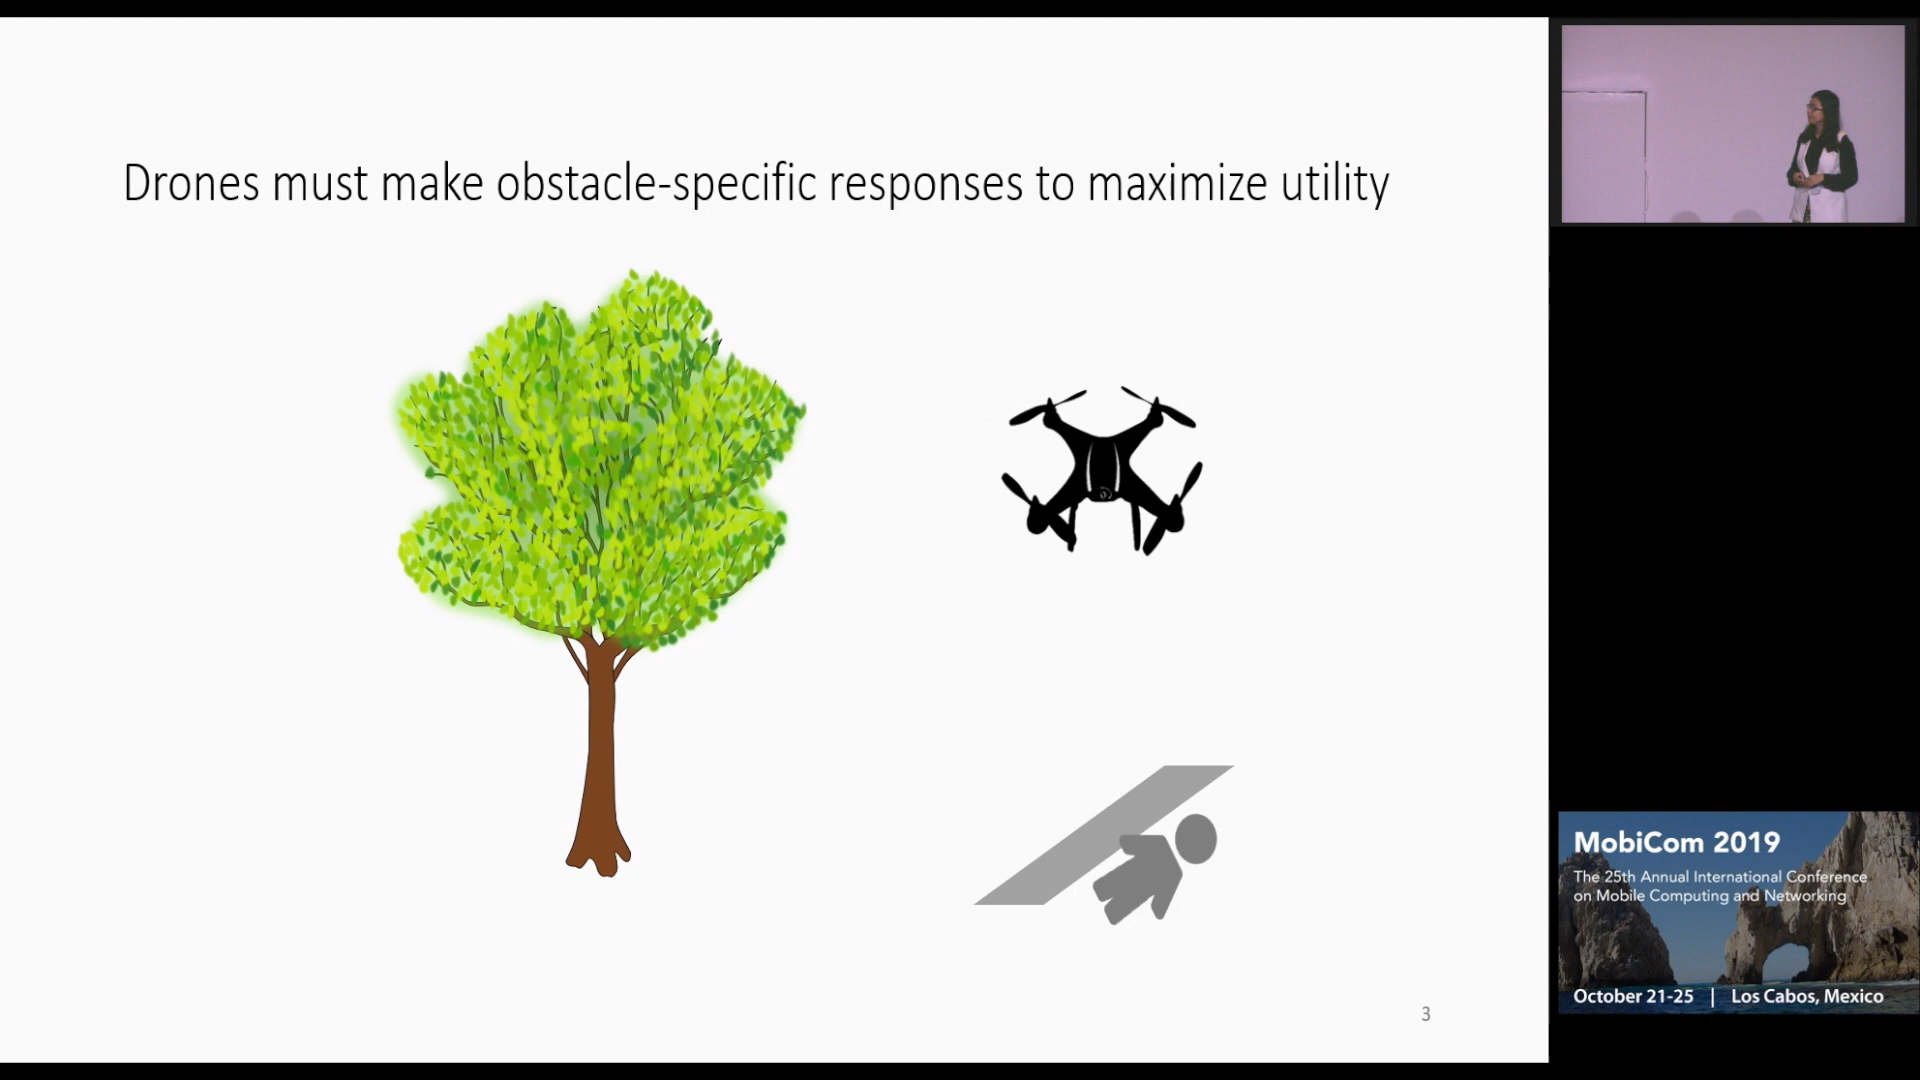 Drones must make obstacle-specific responses to maximize utility
3
MobiCom 2019
The 25th Annual International Conference
on Mobile Computing and Networking
October 21-25 | Los Cabos, Mexico